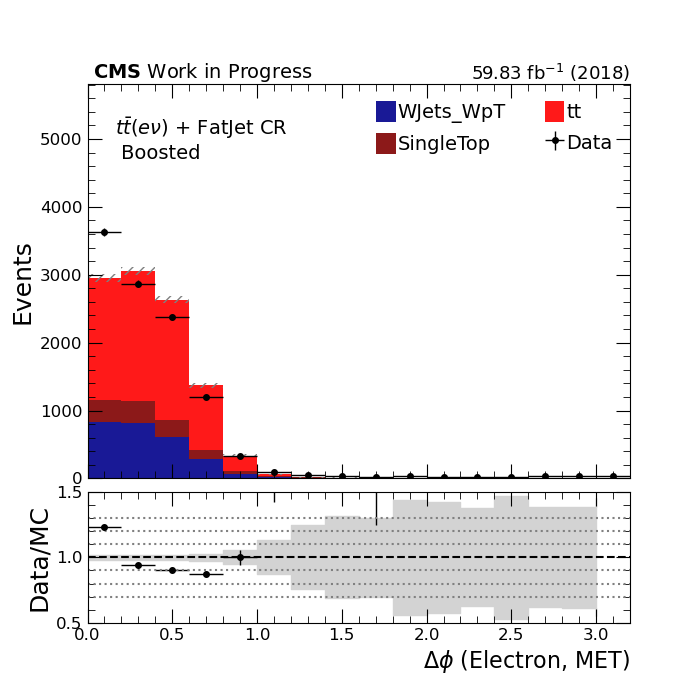 CMS Work in Progress 59.83 fb⁻¹ (2018)
tt̄(eν) + FatJet CR
Boosted
WJets_WpT tt
SingleTop Data
Events
5000
4000
3000
2000
1000
0
Data/MC
1.5
1.0
0.5
0.0 0.5 1.0 1.5 2.0 2.5 3.0
Δϕ (Electron, MET)